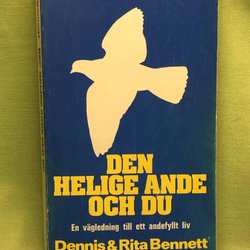 DEN
HELIGE ANDE
OCH DU
En vägledning till ett andefyllt liv
Dennis & Rita Bennett